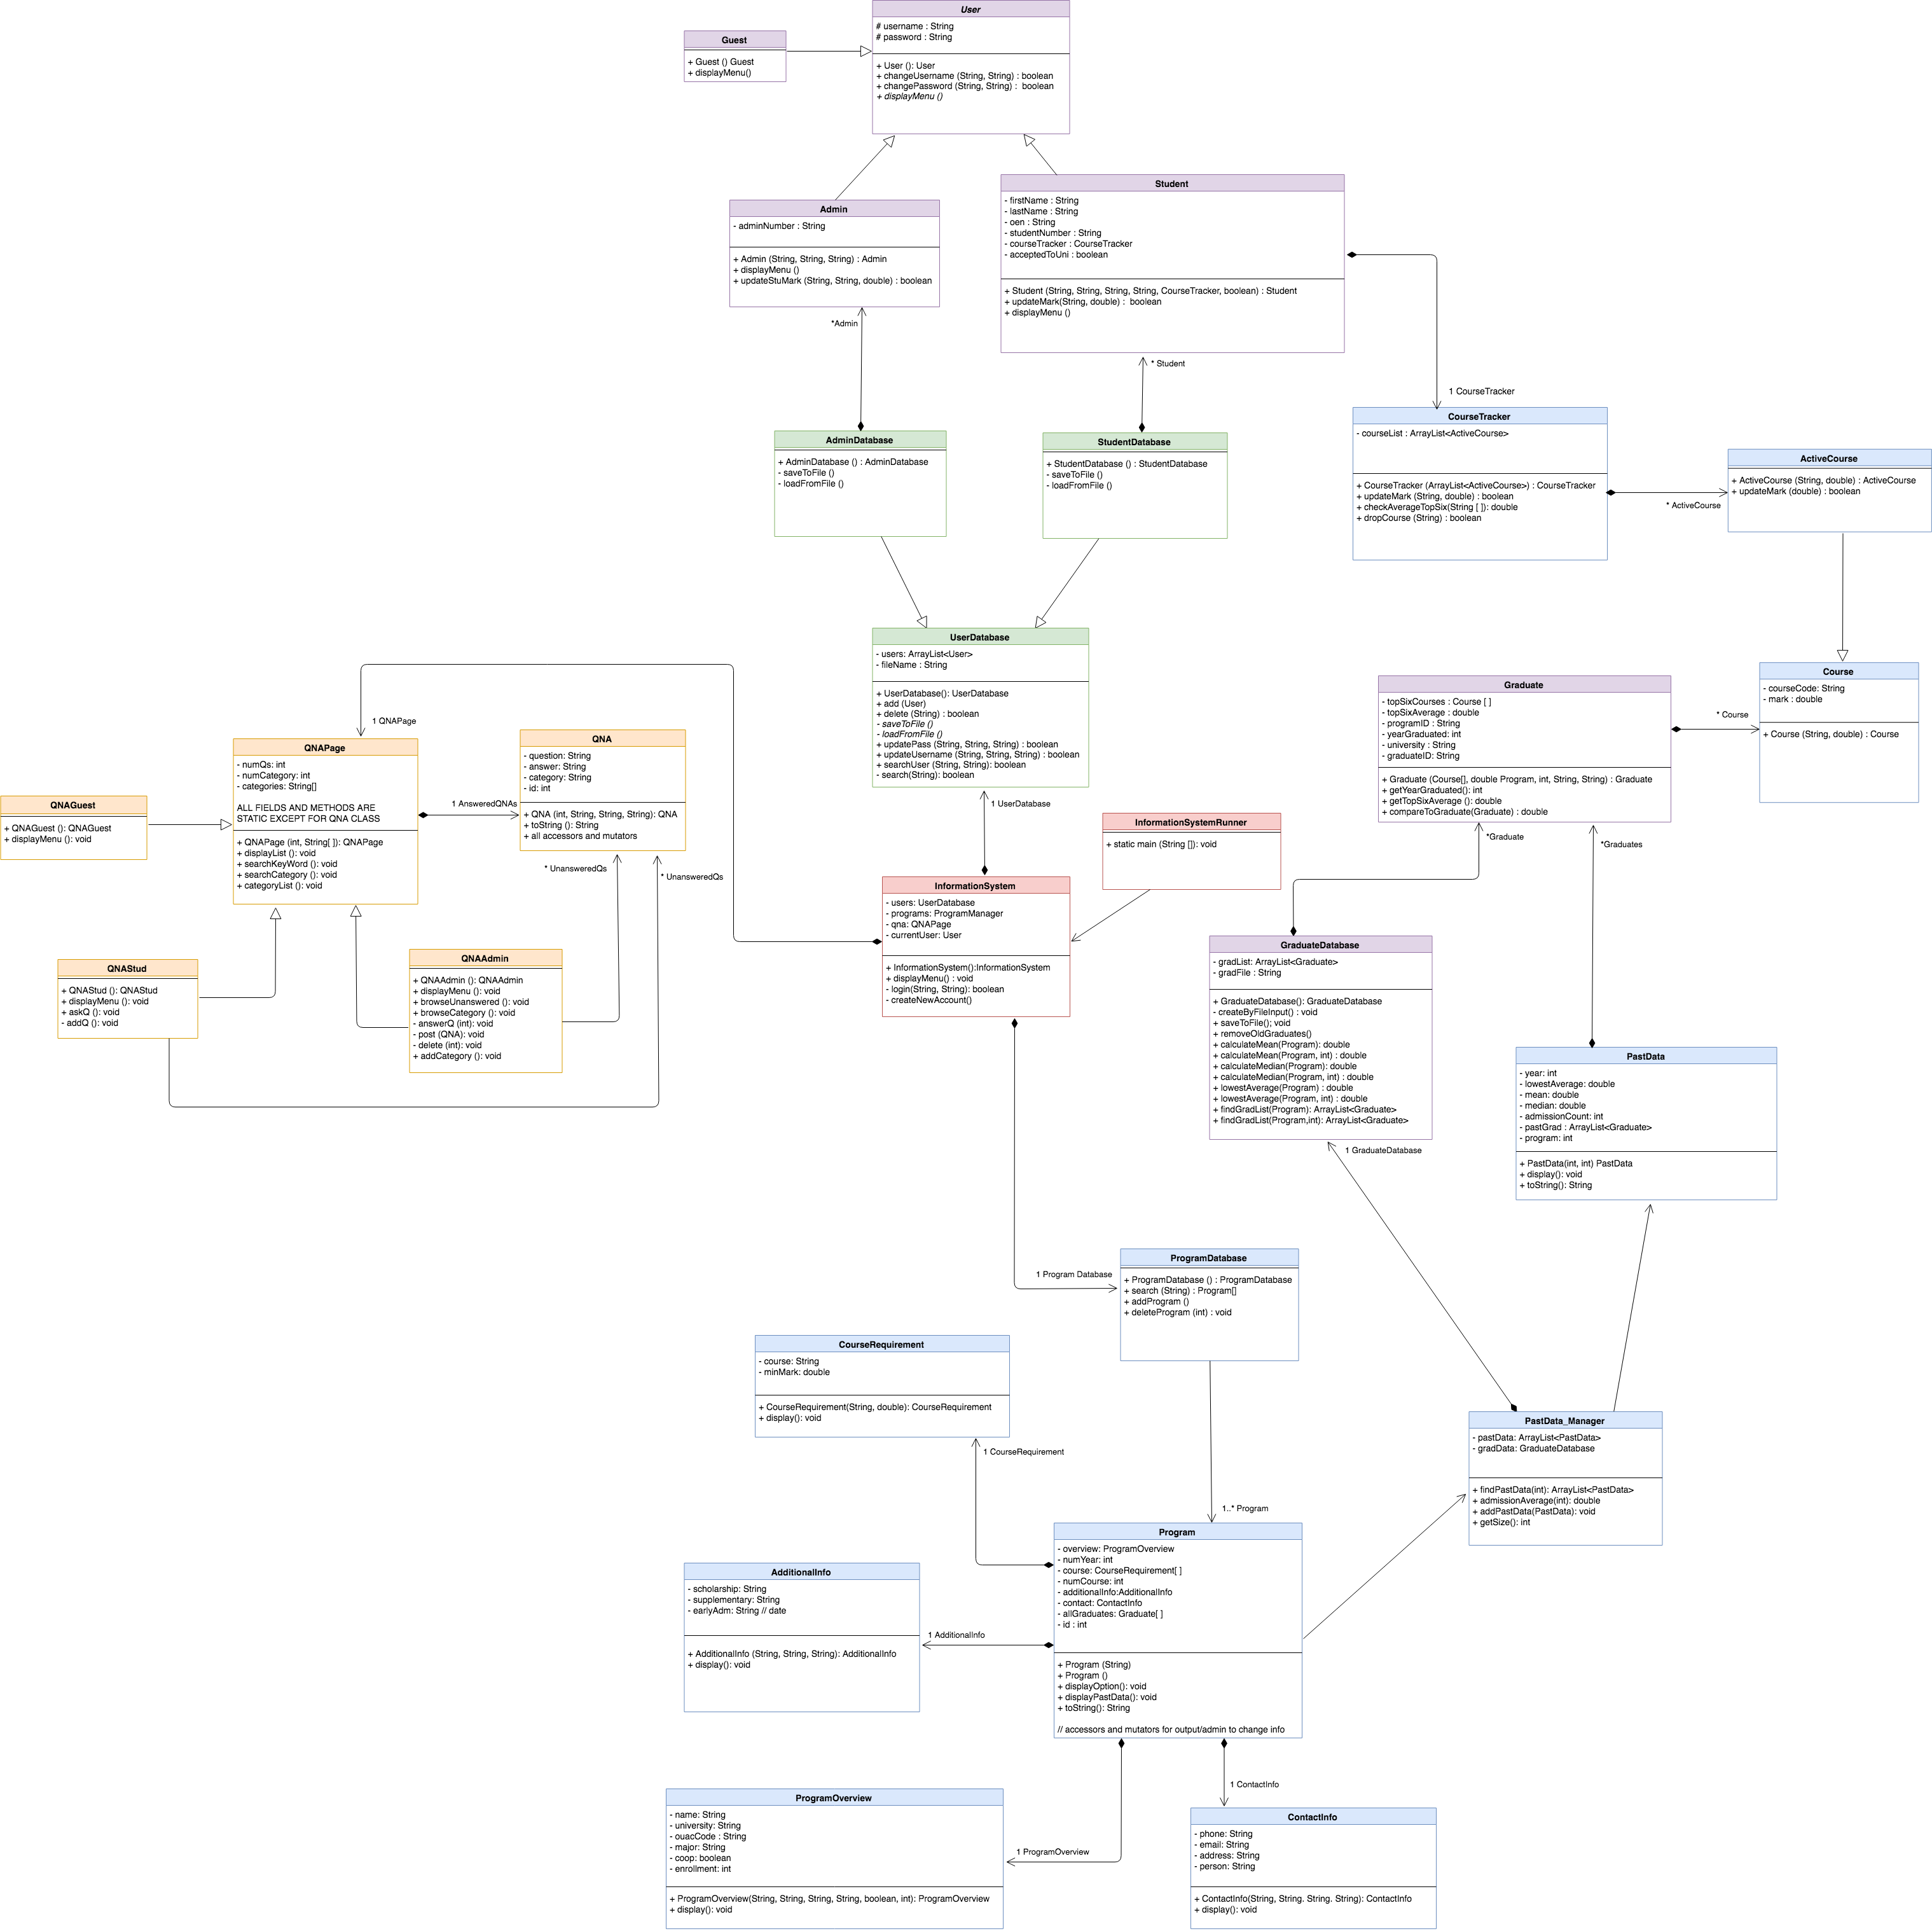 User
# username : String
# password : String
+ User (): User
+ changeUsername (String, String) : boolean
+ changePassword (String, String) :  boolean
+ displayMenu ()
Guest
+ Guest () Guest
+ displayMenu()
Admin
- adminNumber : String
+ Admin (String, String, String) : Admin
+ displayMenu ()
+ updateStuMark (String, String, double) : boolean
*Admin
Student
- firstName : String
- lastName : String
- oen : String
- studentNumber : String
- courseTracker : CourseTracker
- acceptedToUni : boolean
+ Student (String, String, String, String, CourseTracker, boolean) : Student
+ updateMark(String, double) :  boolean
+ displayMenu ()
* Student
1 CourseTracker
CourseTracker
- courseList : ArrayList<ActiveCourse>
+ CourseTracker (ArrayList<ActiveCourse>) : CourseTracker
+ updateMark (String, double) : boolean
+ checkAverageTopSix(String [ ]): double
+ dropCourse (String) : boolean
* ActiveCourse
ActiveCourse
+ ActiveCourse (String, double) : ActiveCourse
+ updateMark (double) : boolean
AdminDatabase
+ AdminDatabase () : AdminDatabase
- saveToFile ()
- loadFromFile ()
StudentDatabase
+ StudentDatabase () : StudentDatabase
- saveToFile ()
- loadFromFile ()
UserDatabase
- users: ArrayList<User>
- fileName : String
+ UserDatabase(): UserDatabase
+ add (User)
+ delete (String) : boolean
- saveToFile ()
- loadFromFile ()
+ updatePass (String, String, String) : boolean
+ updateUsername (String, String, String) : boolean
+ searchUser (String, String): boolean
- search(String): boolean
1 UserDatabase
Course
- courseCode: String
- mark : double
+ Course (String, double) : Course
* Course
Graduate
- topSixCourses : Course [ ]
- topSixAverage : double
- programID : String
- yearGraduated: int
- university : String
- graduateID: String
+ Graduate (Course[], double Program, int, String, String) : Graduate
+ getYearGraduated(): int
+ getTopSixAverage (): double
+ compareToGraduate(Graduate) : double
*Graduate
*Graduates
1 QNAPage
QNAPage
- numQs: int
- numCategory: int
- categories: String[]
ALL FIELDS AND METHODS ARE
STATIC EXCEPT FOR QNA CLASS
+ QNAPage (int, String[ ]): QNAPage
+ displayList (): void
+ searchKeyWord (): void
+ searchCategory (): void
+ categoryList (): void
1 AnsweredQNAs
QNA
- question: String
- answer: String
- category: String
- id: int
+ QNA (int, String, String, String): QNA
+ toString (): String
+ all accessors and mutators
* UnansweredQs
* UnansweredQs
QNAGuest
+ QNAGuest (): QNAGuest
+ displayMenu (): void
QNAStud
+ QNAStud (): QNAStud
+ displayMenu (): void
+ askQ (): void
- addQ (): void
QNAAdmin
+ QNAAdmin (): QNAAdmin
+ displayMenu (): void
+ browseUnanswered (): void
+ browseCategory (): void
- answerQ (int): void
- post (QNA): void
- delete (int): void
+ addCategory (): void
InformationSystemRunner
+ static main (String []): void
InformationSystem
- users: UserDatabase
- programs: ProgramManager
- qna: QNAPage
- currentUser: User
+ InformationSystem():InformationSystem
+ displayMenu() : void
- login(String, String): boolean
- createNewAccount()
GraduateDatabase
- gradList: ArrayList<Graduate>
- gradFile : String
+ GraduateDatabase(): GraduateDatabase
- createByFileInput() : void
+ saveToFile(); void
+ removeOldGraduates()
+ calculateMean(Program): double
+ calculateMean(Program, int) : double
+ calculateMedian(Program): double
+ calculateMedian(Program, int) : double
+ lowestAverage(Program) : double
+ lowestAverage(Program, int) : double
+ findGradList(Program): ArrayList<Graduate>
+ findGradList(Program,int): ArrayList<Graduate>
1 GraduateDatabase
PastData
- year: int
- lowestAverage: double
- mean: double
- median: double
- admissionCount: int
- pastGrad : ArrayList<Graduate>
- program: int
+ PastData(int, int) PastData
+ display(): void
+ toString(): String
1 Program Database
ProgramDatabase
+ ProgramDatabase () : ProgramDatabase
+ search (String) : Program[]
+ addProgram ()
+ deleteProgram (int) : void
CourseRequirement
- course: String
- minMark: double
+ CourseRequirement(String, double): CourseRequirement
+ display(): void
1 CourseRequirement
1..* Program
PastData_Manager
- pastData: ArrayList<PastData>
- gradData: GraduateDatabase
+ findPastData(int): ArrayList<PastData>
+ admissionAverage(int): double
+ addPastData(PastData): void
+ getSize(): int
Program
- overview: ProgramOverview
- numYear: int
- course: CourseRequirement[ ]
- numCourse: int
- additionalInfo:AdditionalInfo
- contact: ContactInfo
- allGraduates: Graduate[ ]
- id : int
+ Program (String)
+ Program ()
+ displayOption(): void
+ displayPastData(): void
+ toString(): String
// accessors and mutators for output/admin to change info
AdditionalInfo
- scholarship: String
- supplementary: String
- earlyAdm: String // date
+ AdditionalInfo (String, String, String): AdditionalInfo
+ display(): void
1 AdditionalInfo
1 ContactInfo
ProgramOverview
- name: String
- university: String
- ouacCode : String
- major: String
- coop: boolean
- enrollment: int
+ ProgramOverview(String, String, String, String, boolean, int): ProgramOverview
+ display(): void
1 ProgramOverview
ContactInfo
- phone: String
- email: String
- address: String
- person: String
+ ContactInfo(String, String. String. String): ContactInfo
+ display(): void